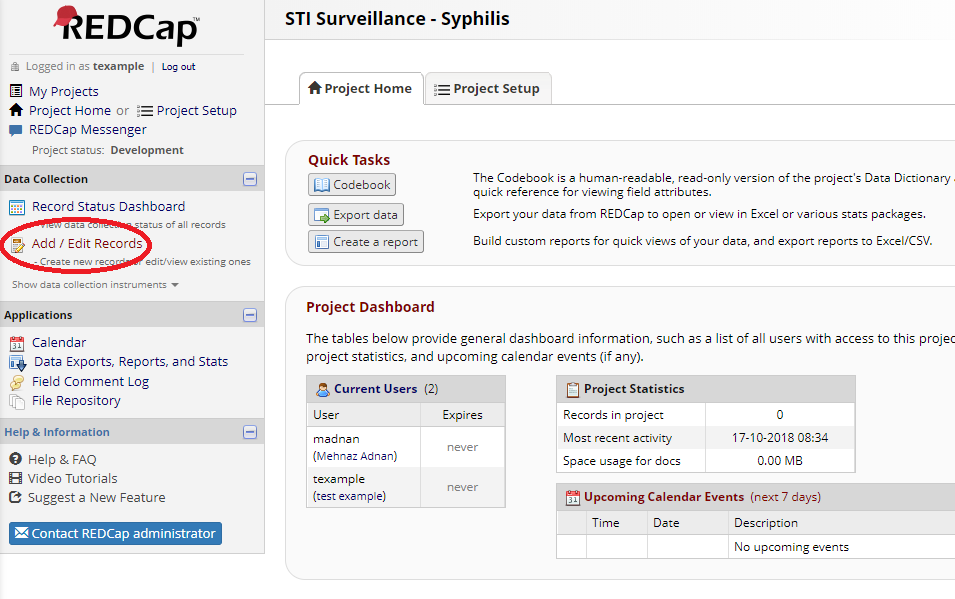 REDCap™
Logged in as texample | Log out
My Projects
Project Home or Project Setup
REDCap Messenger
Project status: Development
Data Collection
Record Status Dashboard
- View data collection status of all records
Add / Edit Records
- Create new records or edit/view existing ones
Show data collection instruments
Applications
Calendar
Data Exports, Reports, and Stats
Field Comment Log
File Repository
Help & Information
Help & FAQ
Video Tutorials
Suggest a New Feature
Contact REDCap administrator
STI Surveillance - Syphilis
Project Home
Project Setup
Quick Tasks
Codebook
The Codebook is a human-readable, read-only version of the project's Data Dictionary
quick reference for viewing field attributes.
Export data
Export your data from REDCap to open or view in Excel or various stats packages.
Create a report
Build custom reports for quick views of your data, and export reports to Excel/CSV.
Project Dashboard
The tables below provide general dashboard information, such as a list of all users with access to this projec
project statistics, and upcoming calendar events (if any).
Current Users (2)
User Expires
madnan
(Mehnaz Adnan)
never
texample
(test example)
never
Project Statistics
Records in project 0
Most recent activity 17-10-2018 08:34
Space usage for docs 0.00 MB
31 Upcoming Calendar Events (next 7 days)
Time Date Description
No upcoming events